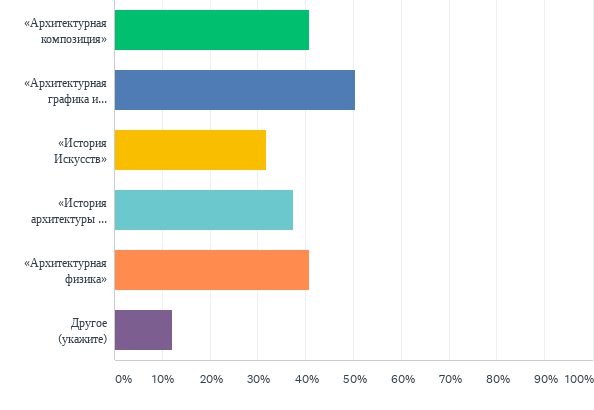 «Архитектурная
композиция»
«Архитектурная
графика и...
«История
Искусств»
«История
архитектуры ...
«Архитектурная
физика»
Другое
(укажите)
0% 10% 20% 30% 40% 50% 60% 70% 80% 90% 100%